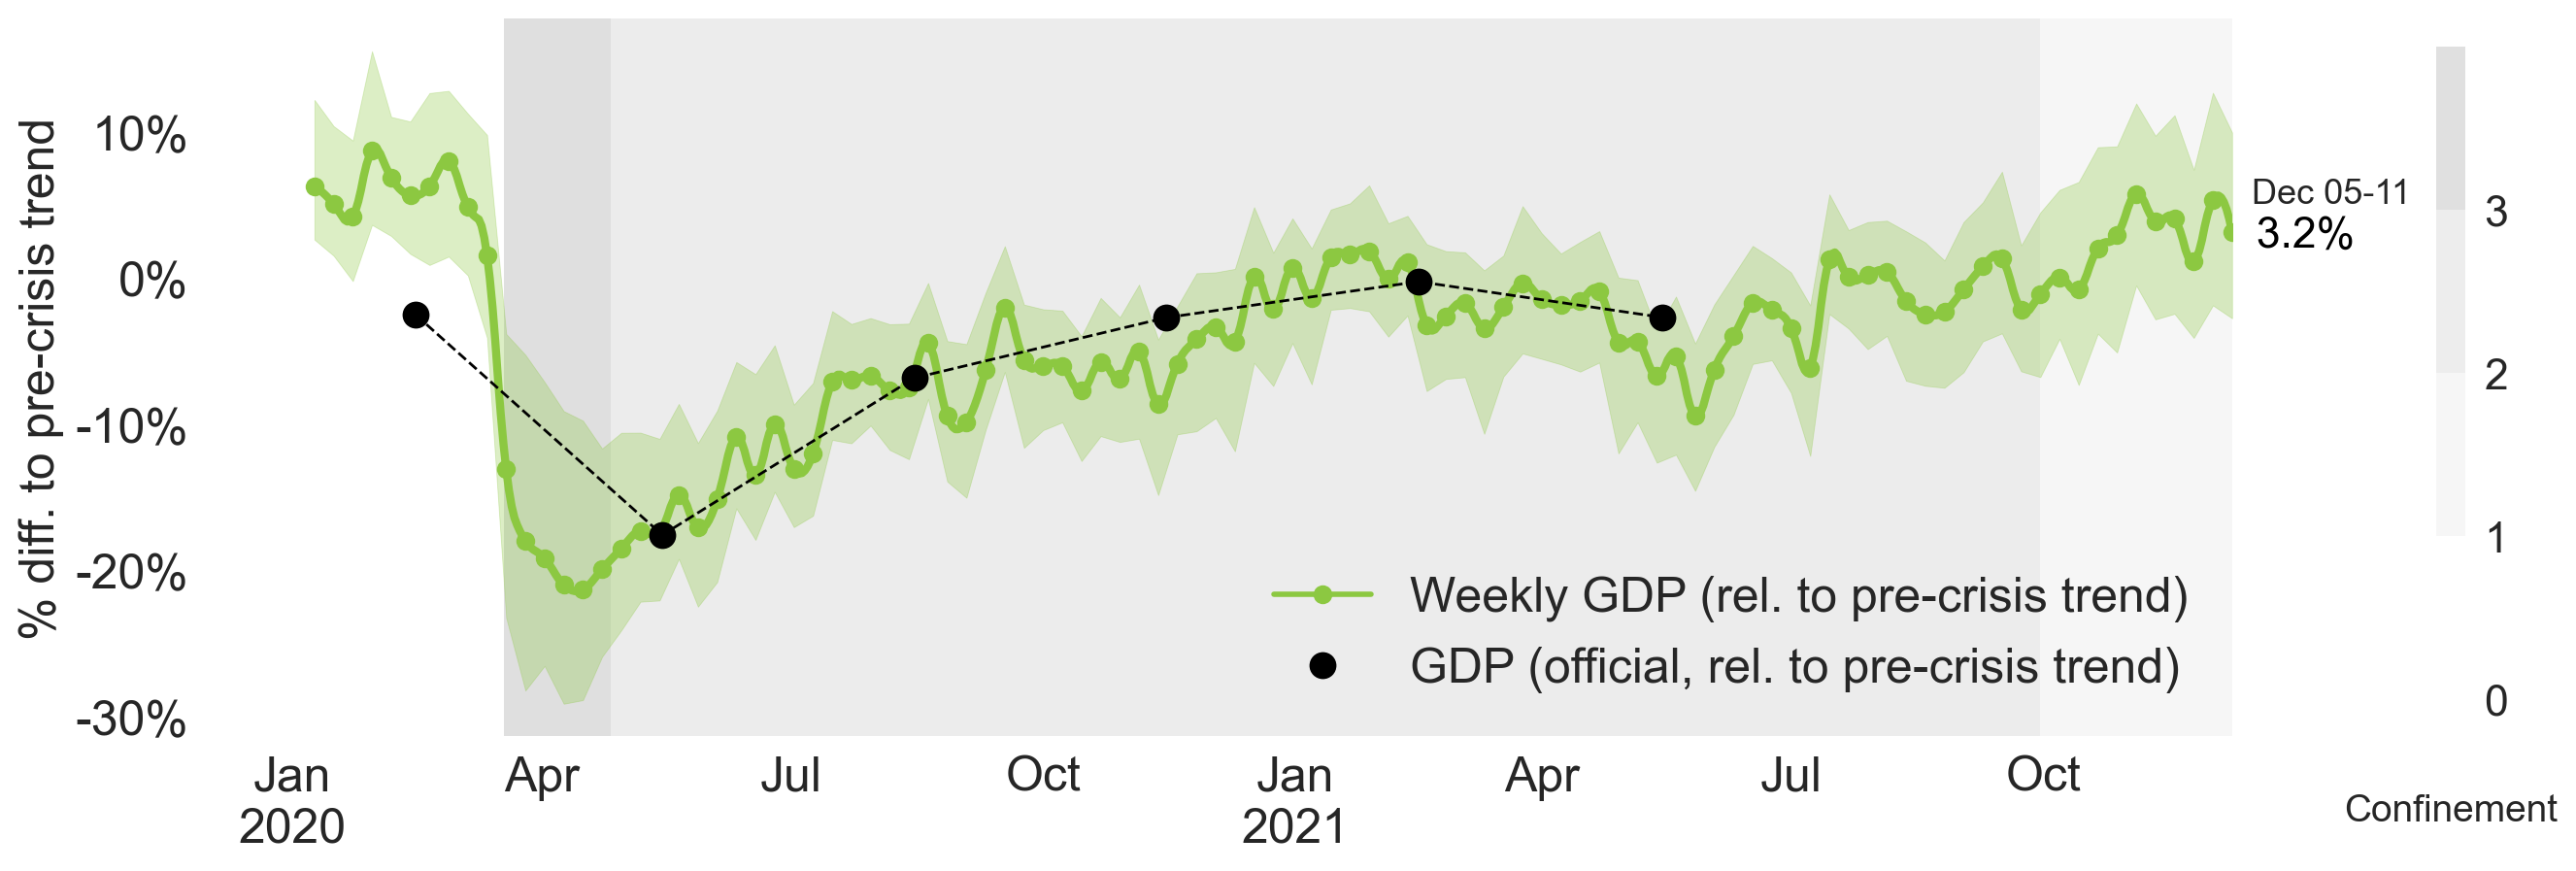 % diff. to pre-crisis trend
10%
0%
-10%
-20%
-30%
Dec 05-11
3.2%
3
2
1
0
Weekly GDP (rel. to pre-crisis trend)
GDP (official, rel. to pre-crisis trend)
Jan Apr Jul Oct Jan Apr Jul Oct
2020 2021
Confinement